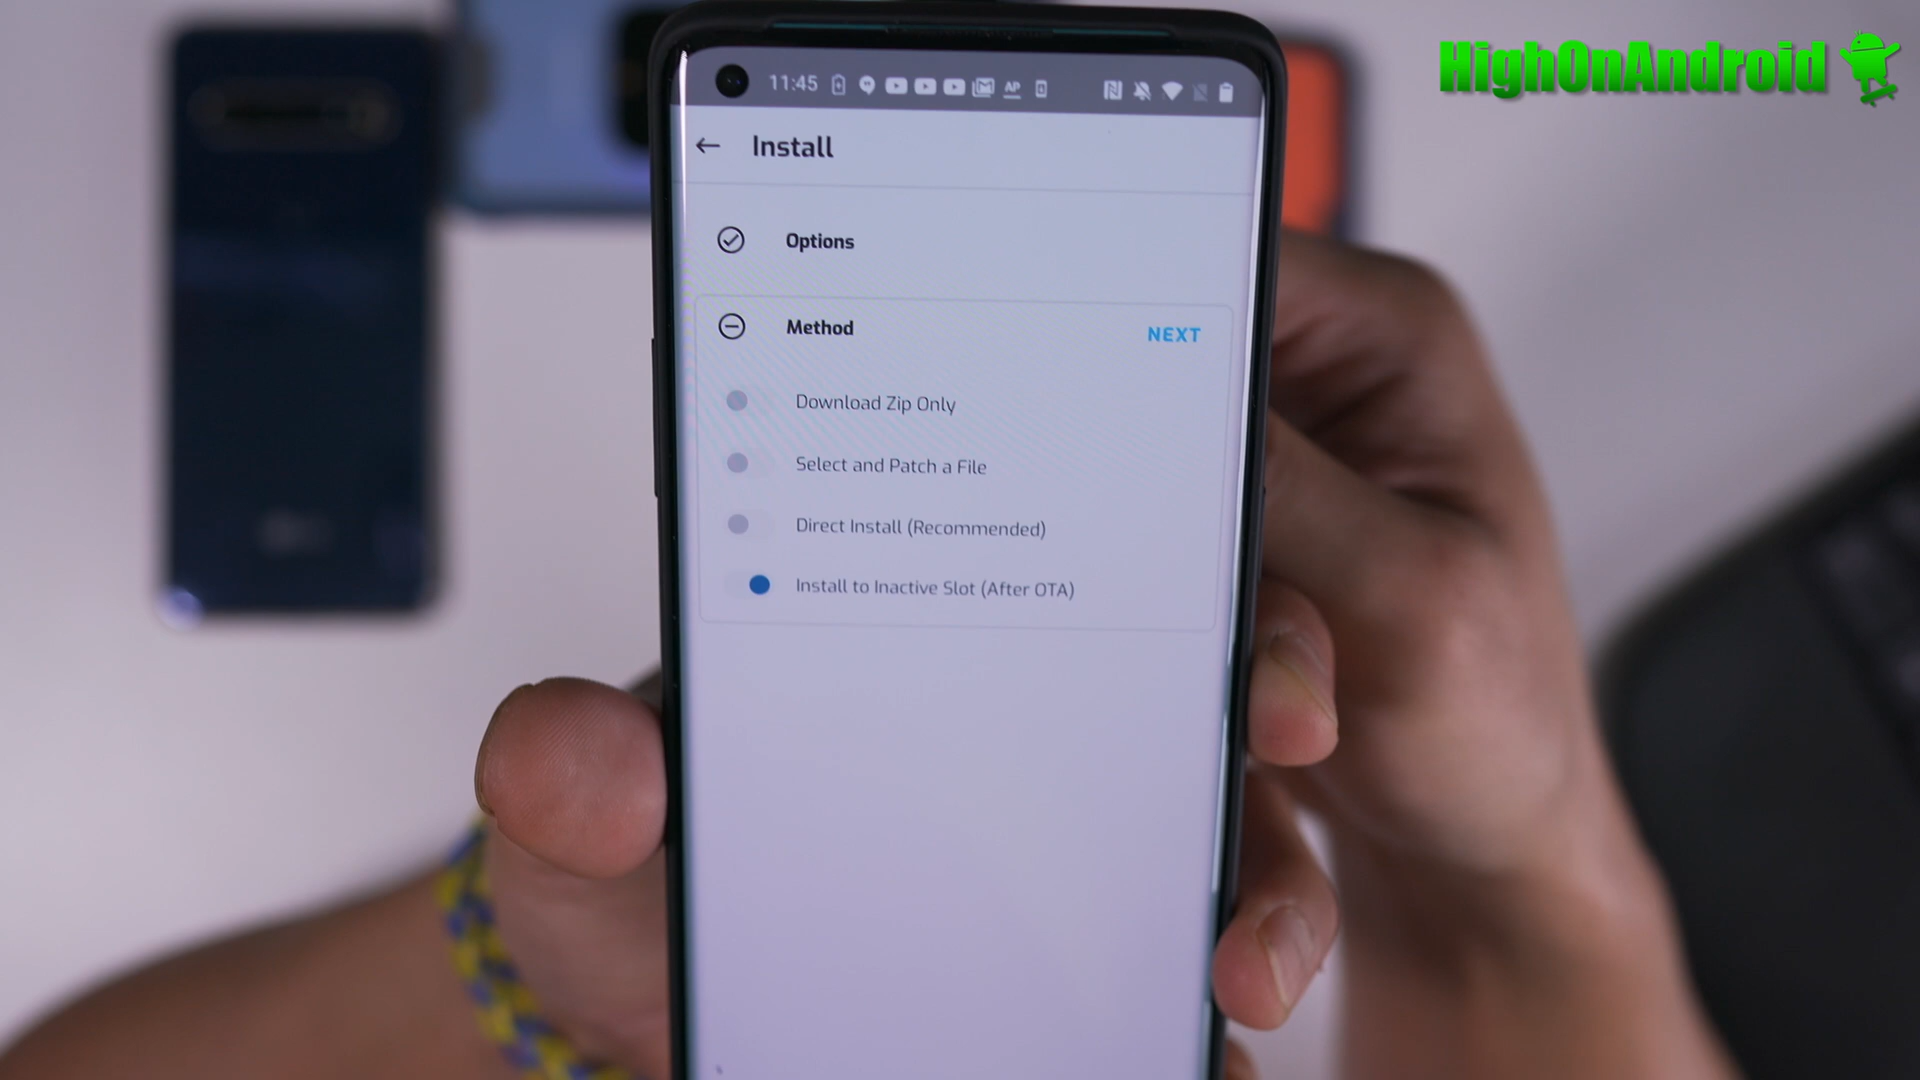 HighOnAndroid
11:45
AP
Install
Options
Method
NEXT
Download Zip Only
Select and Patch a File
Direct Install (Recommended)
Install to Inactive Slot (After OTA)